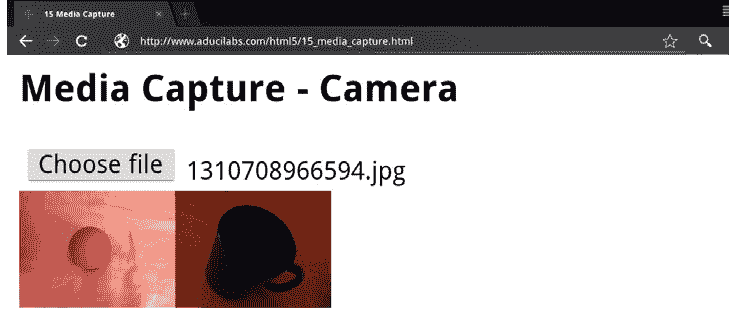 15 Media Capture
http://www.aducilabs.com/html5/15_media_capture.html
Media Capture - Camera
Choose file 1310708966594.jpg